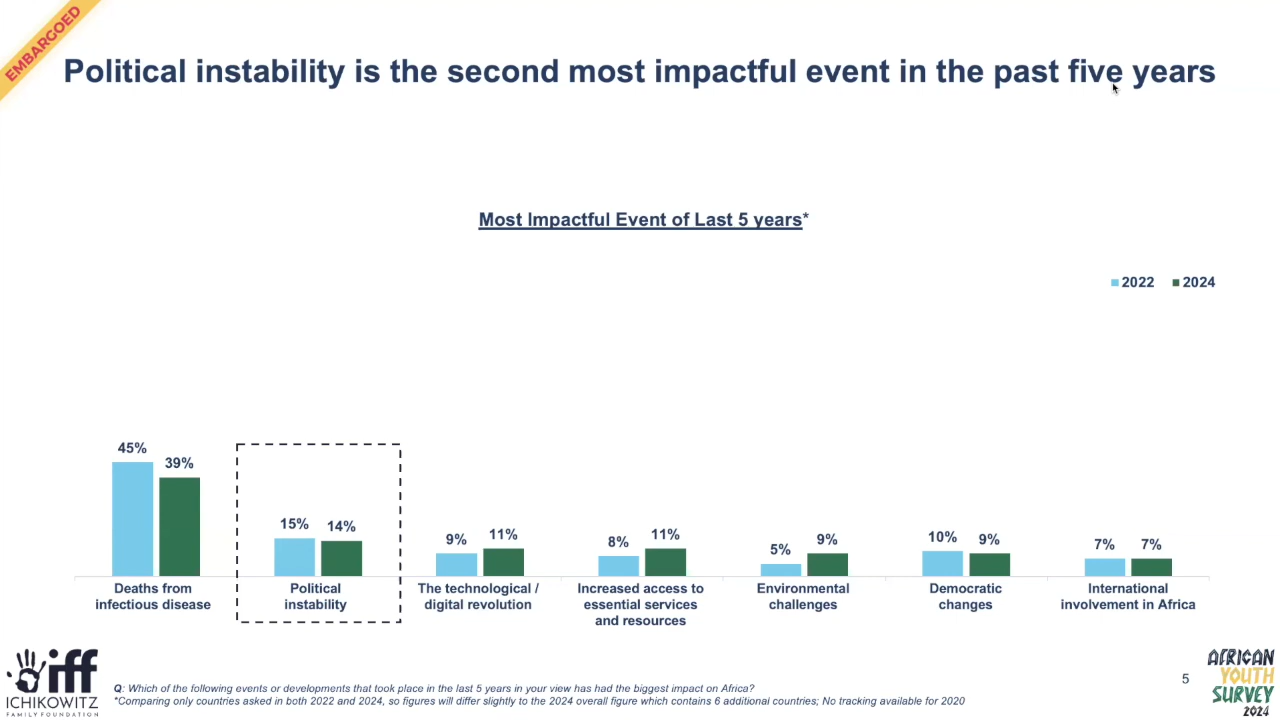 EMBARGOED
Political instability is the second most impactful event in the past five years
Most Impactful Event of Last 5 years*
2022 2024
45% 39% 15% 14% 9% 11% 8% 11% 5% 9% 10% 9% 7% 7%
Deaths from
infectious disease
Political
instability
The technological /
digital revolution
Increased access to
essential services
and resources
Environmental
challenges
Democratic
changes
International
involvement in Africa
iff
ICHIKOWITZ
FAMILY FOUNDATION
Q: Which of the following events or developments that took place in the last 5 years in your view has had the biggest impact on Africa?
*Comparing only countries asked in both 2022 and 2024, so figures will differ slightly to the 2024 overall figure which contains 6 additional countries; No tracking available for 2020
5
AFRICAN
YOUTH
SURVEY
2024